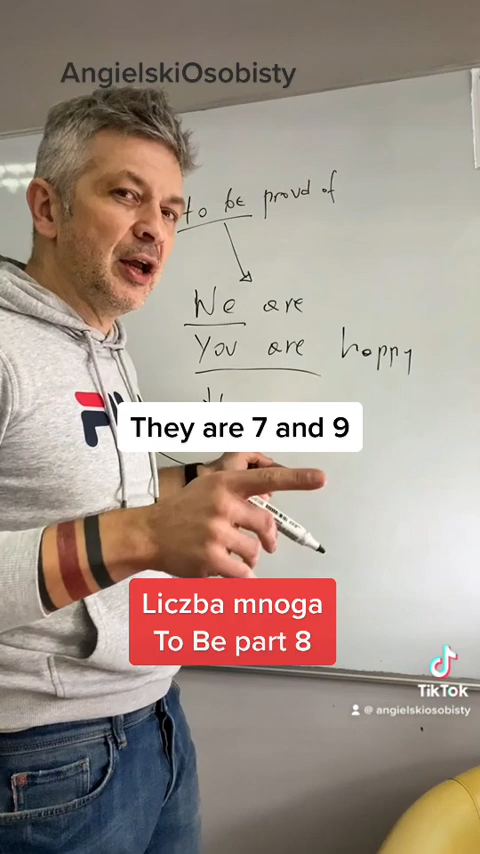 AngielskiOsobisty
to be proud of
We are
You are happy
They are 7 and 9
Liczba mnoga
To Be part 8
TikTok
@ angielskiosobisty